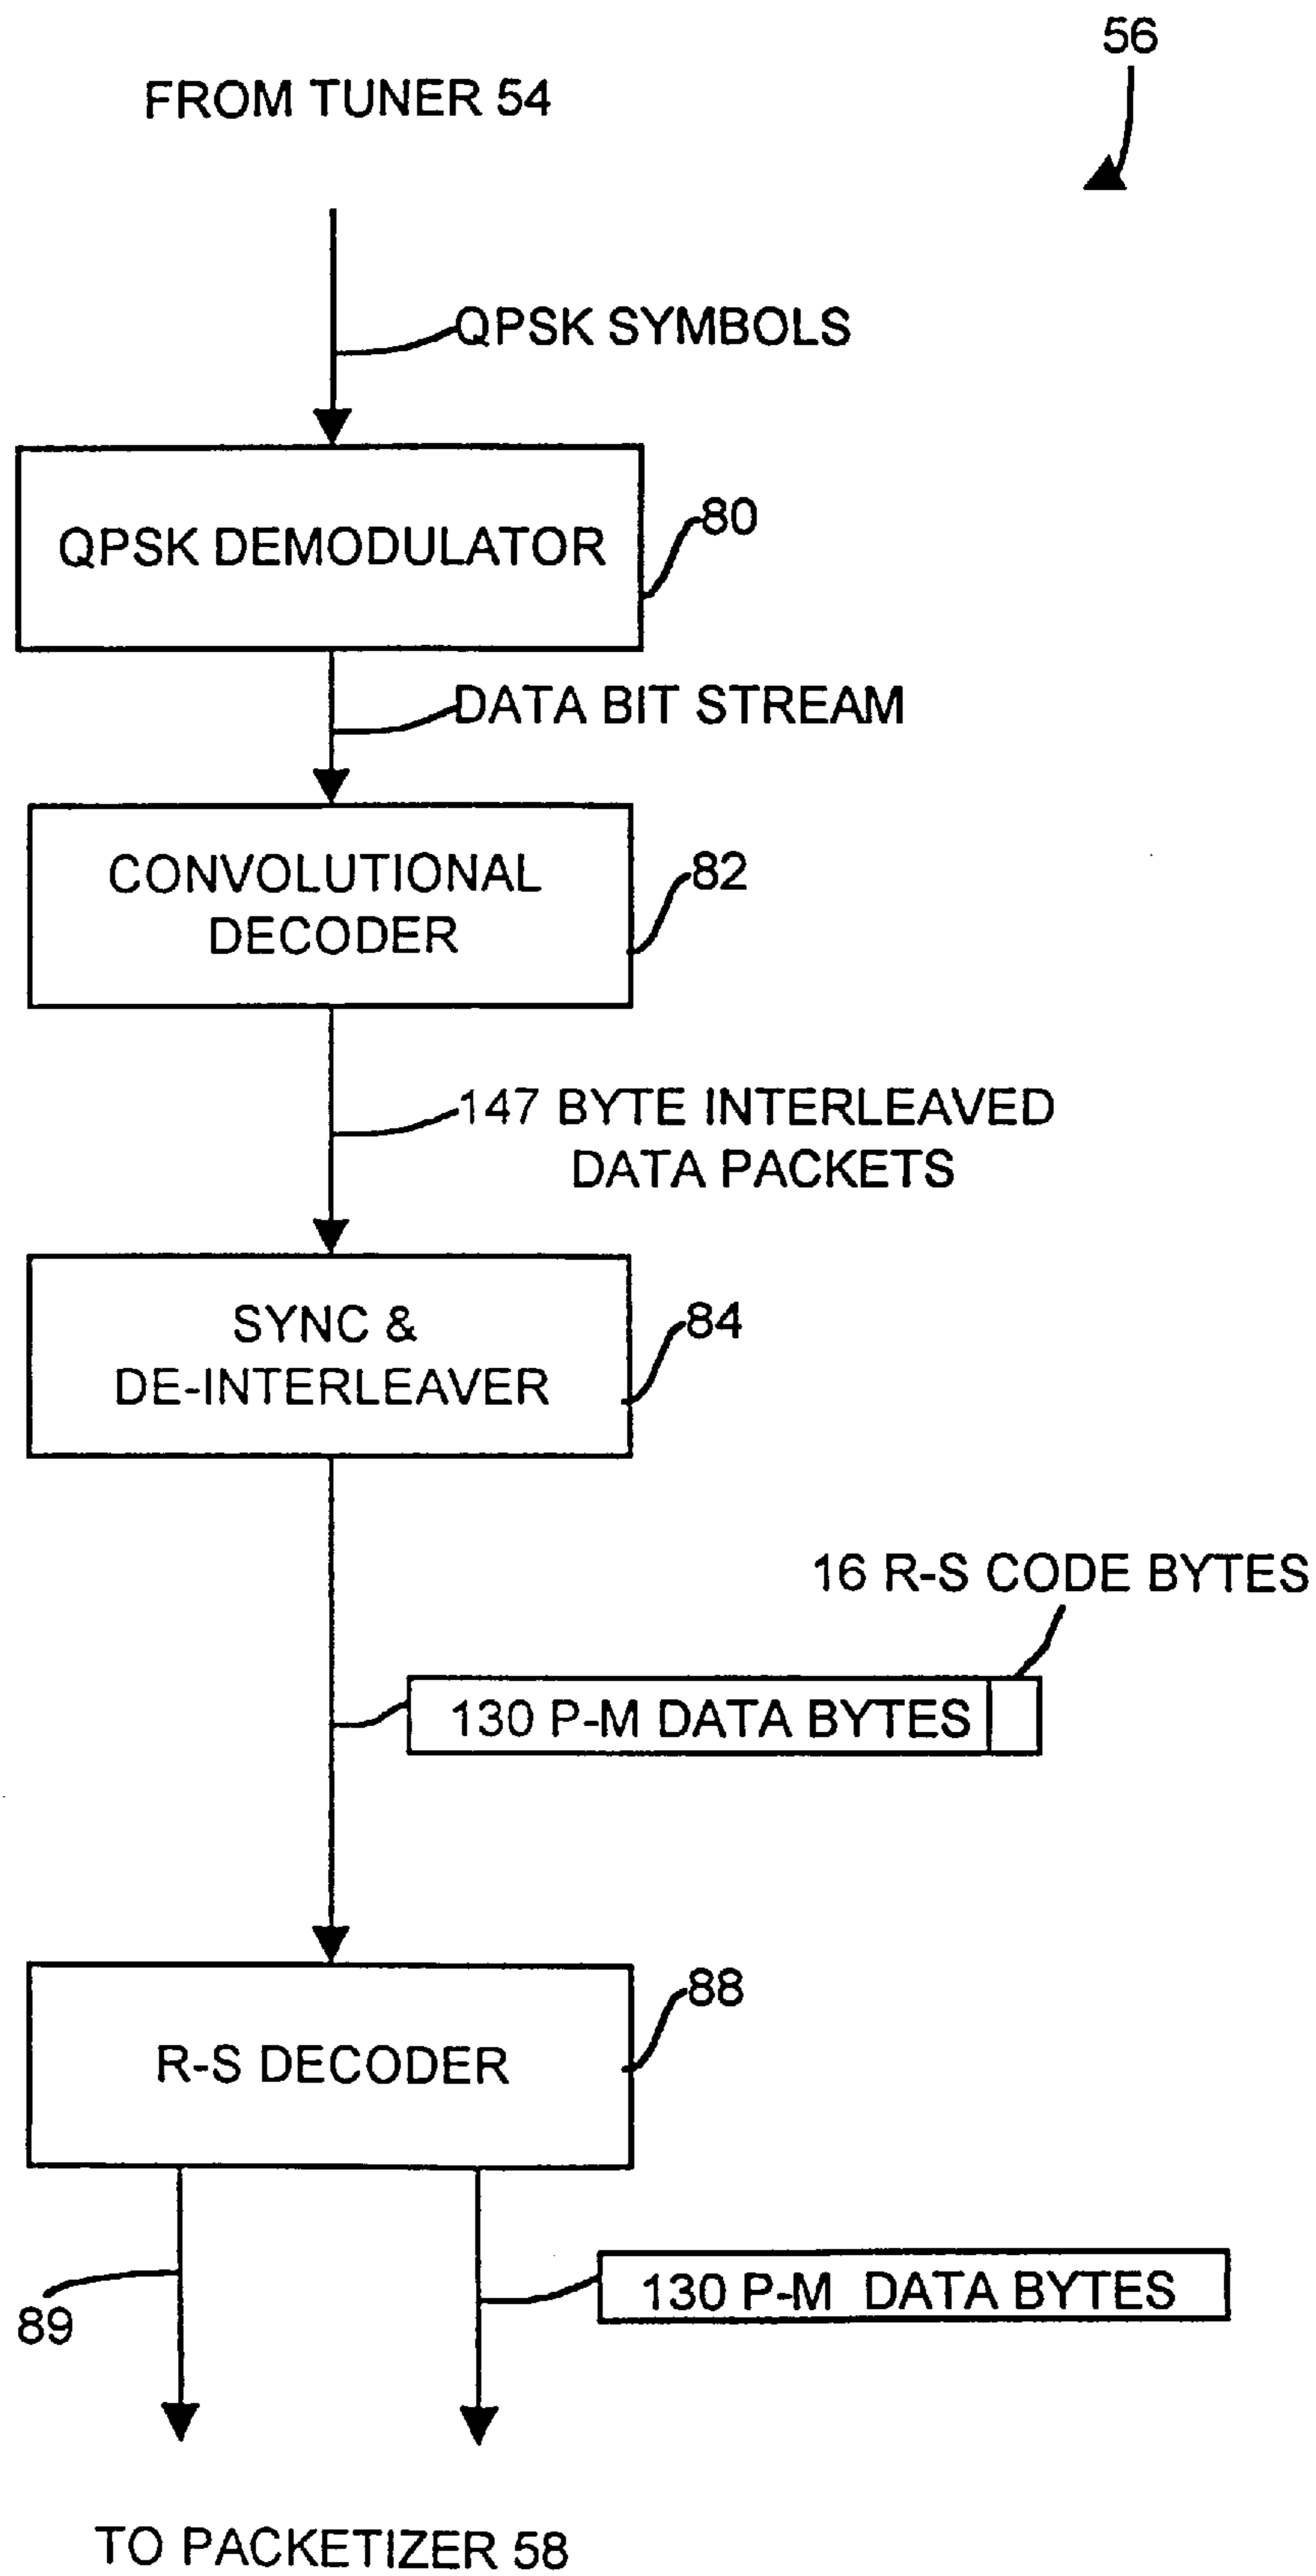 56
FROM TUNER 54
QPSK SYMBOLS
QPSK DEMODULATOR
80
DATA BIT STREAM
CONVOLUTIONAL
DECODER
82
147 BYTE INTERLEAVED
DATA PACKETS
SYNC &
DE-INTERLEAVER
84
16 R-S CODE BYTES
130 P-M DATA BYTES
88
R-S DECODER
130 P-M DATA BYTES
89
TO PACKETIZER 58